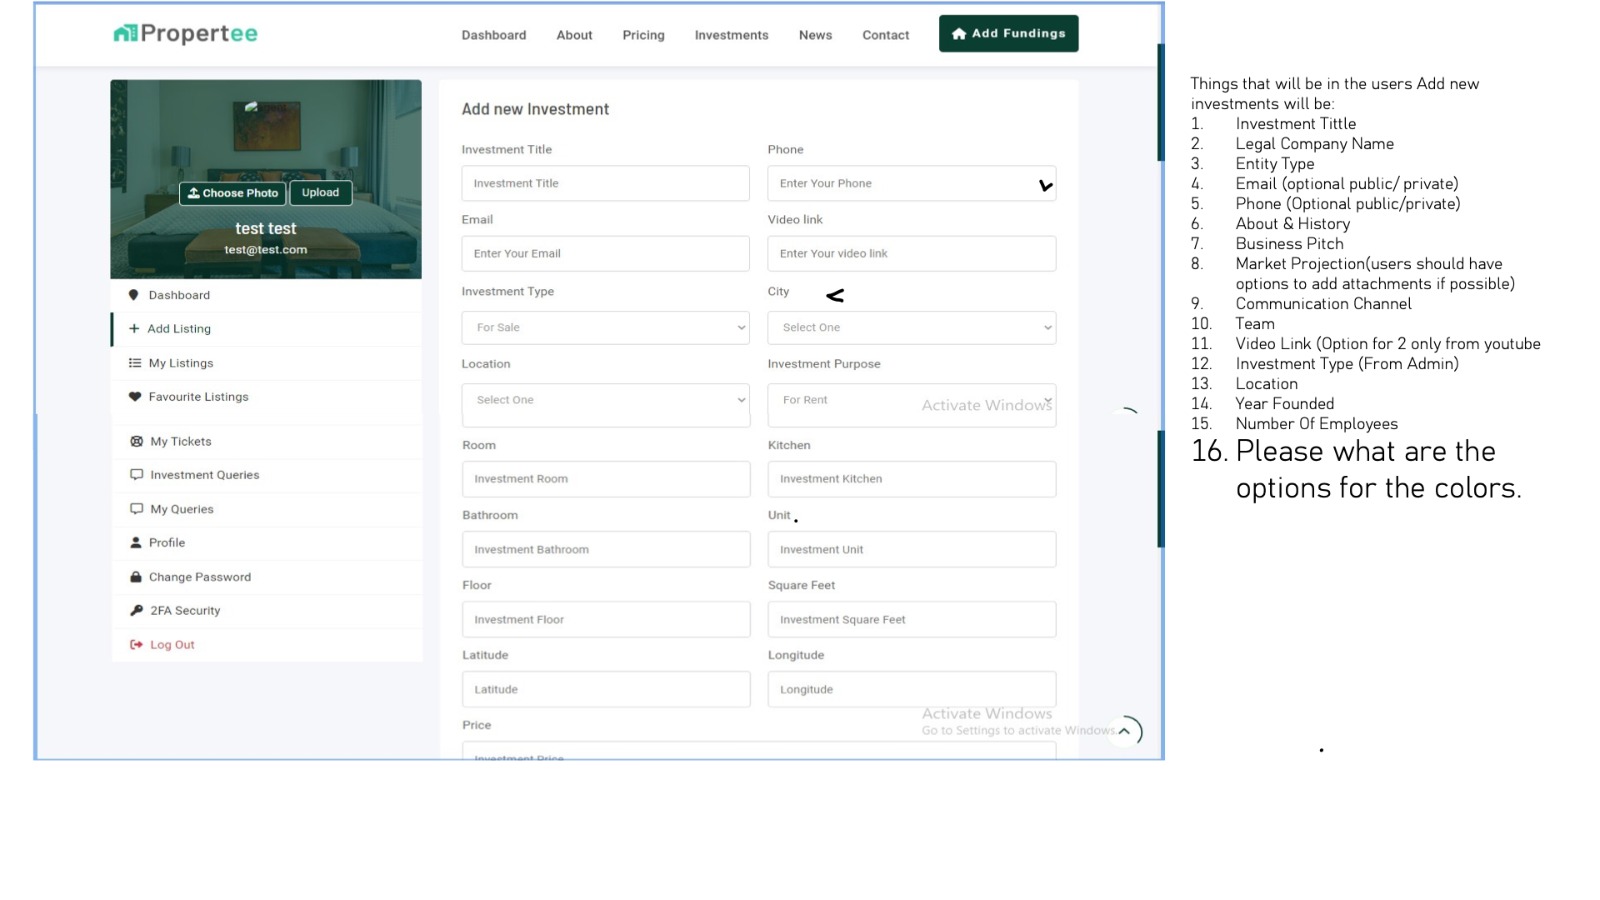 Propertee
Dashboard About Pricing Investments News Contact Add Fundings
Choose Photo Upload
test test
test@test.com
Dashboard
+ Add Listing
My Listings
Favourite Listings
My Tickets
Investment Queries
My Queries
Profile
Change Password
2FA Security
Log Out
Add new Investment
Investment Title Phone
Investment Title Enter Your Phone
Email Video link
Enter Your Email Enter Your video link
Investment Type City
For Sale Select One
Location Investment Purpose
Select One For Rent
Activate Windows
Room Kitchen
Investment Room Investment Kitchen
Bathroom Unit
Investment Bathroom Investment Unit
Floor Square Feet
Investment Floor Investment Square Feet
Latitude Longitude
Latitude Longitude
Price
Activate Windows
Go to Settings to activate Windows.
Investment Price
Things that will be in the users Add new
investments will be:
1. Investment Tittle
2. Legal Company Name
3. Entity Type
4. Email (optional public/ private)
5. Phone (Optional public/private)
6. About & History
7. Business Pitch
8. Market Projection(users should have
options to add attachments if possible)
9. Communication Channel
10. Team
11. Video Link (Option for 2 only from youtube
12. Investment Type (From Admin)
13. Location
14. Year Founded
15. Number Of Employees
16. Please what are the
options for the colors.